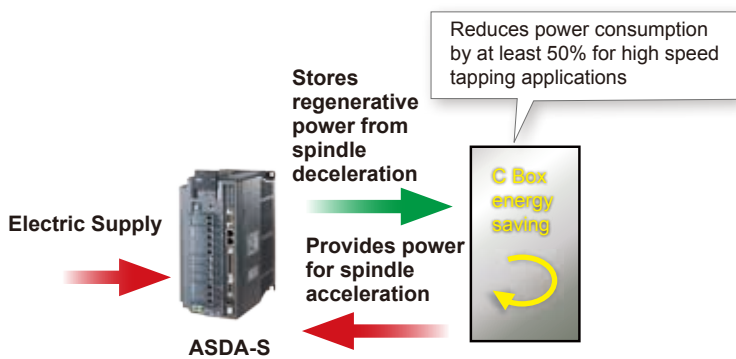 Reduces power consumption
by at least 50% for high speed
tapping applications
Stores
regenerative
power from
spindle
deceleration
C Box
energy
saving
Electric Supply
Provides power
for spindle
acceleration
ASDA-S